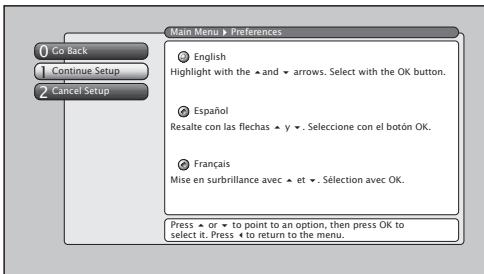 Main Menu ▸ Preferences
0 Go Back
1 Continue Setup
2 Cancel Setup
English
Highlight with the ▲ and ▼ arrows. Select with the OK button.
Español
Resalte con las flechas ▲ y ▼. Seleccione con el botón OK.
Français
Mise en surbrillance avec ▲ et ▼. Sélection avec OK.
Press ▲ or ▼ to point to an option, then press OK to
select it. Press ◂ to return to the menu.